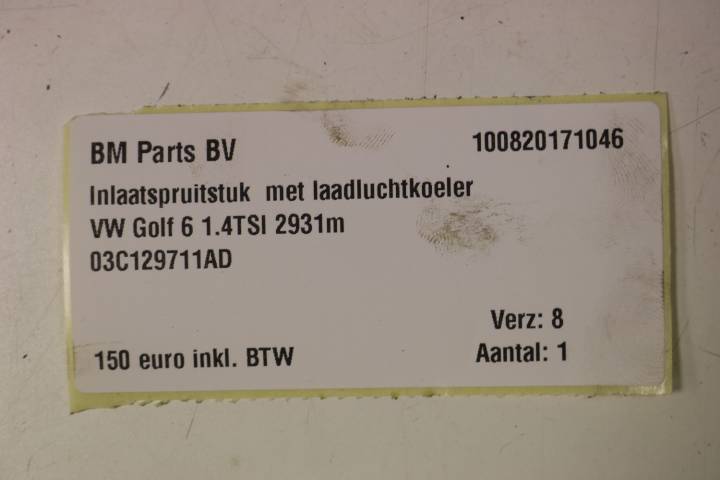 BM Parts BV 100820171046
Inlaatspruitstuk met laadluchtkoeler
VW Golf 6 1.4TSI 2931m
03C129711AD
Verz: 8
150 euro inkl. BTW Aantal: 1